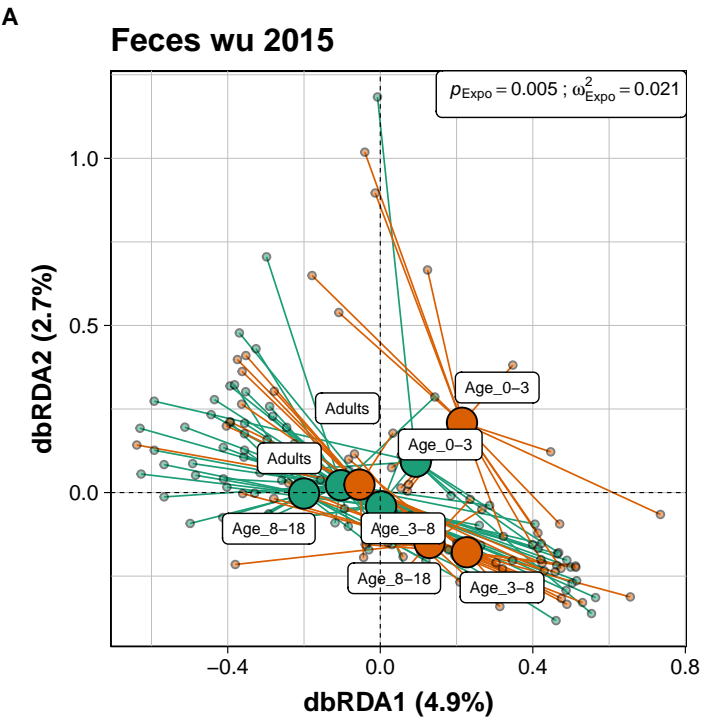 A
Feces wu 2015
pExpo = 0.005 ; ω²Expo = 0.021
dbRDA2 (2.7%)
1.0
0.5
0.0
Age_0−3
Adults
Age_0−3
Adults
Age_8−18
Age_3−8
Age_8−18
Age_3−8
−0.4
0.0
0.4
0.8
dbRDA1 (4.9%)